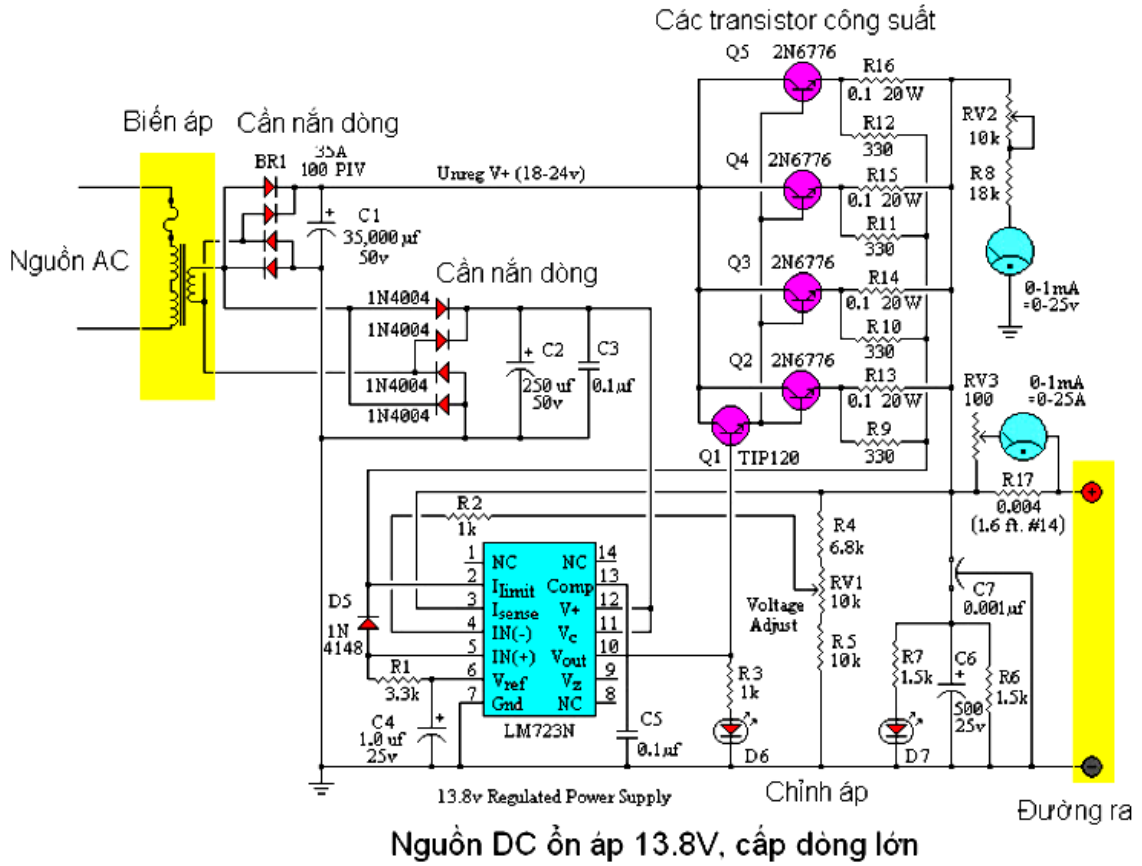 Các transistor công suất
Q5
2N6776
R16
0.1 20W
R12
330
RV2
10k
R8
18k
0-1mA
=0-25v
Q4
2N6776
R15
0.1 20W
R11
330
Q3
2N6776
R14
0.1 20W
R10
330
Q2
2N6776
R13
0.1 20W
R9
330
Q1
TIP120
Biến áp
Cần nắn dòng
BR1
35A
100 PIV
Unreg V+ (18-24v)
C1
35,000 µf
50v
Nguồn AC
Cần nắn dòng
1N4004
1N4004
1N4004
1N4004
C2
250 uf
50v
C3
0.1µf
RV3
100
0-1mA
=0-25A
R17
0.004
(1.6 ft. #14)
R2
1k
R4
6.8k
RV1
10k
Voltage
Adjust
R5
10k
1
NC
NC
14
2
Ilimit
Comp
13
3
Isense
V+
12
4
IN(-)
Vc
11
5
IN(+)
Vout
10
6
Vref
Vz
9
7
Gnd
NC
8
LM723N
D5
1N
4148
R1
3.3k
C4
1.0 uf
25v
C5
0.1µf
R3
1k
D6
C7
0.001µf
R7
1.5k
C6
500
25v
R6
1.5k
D7
13.8v Regulated Power Supply
Chỉnh áp
Đường ra
Nguồn DC ổn áp 13.8V, cấp dòng lớn